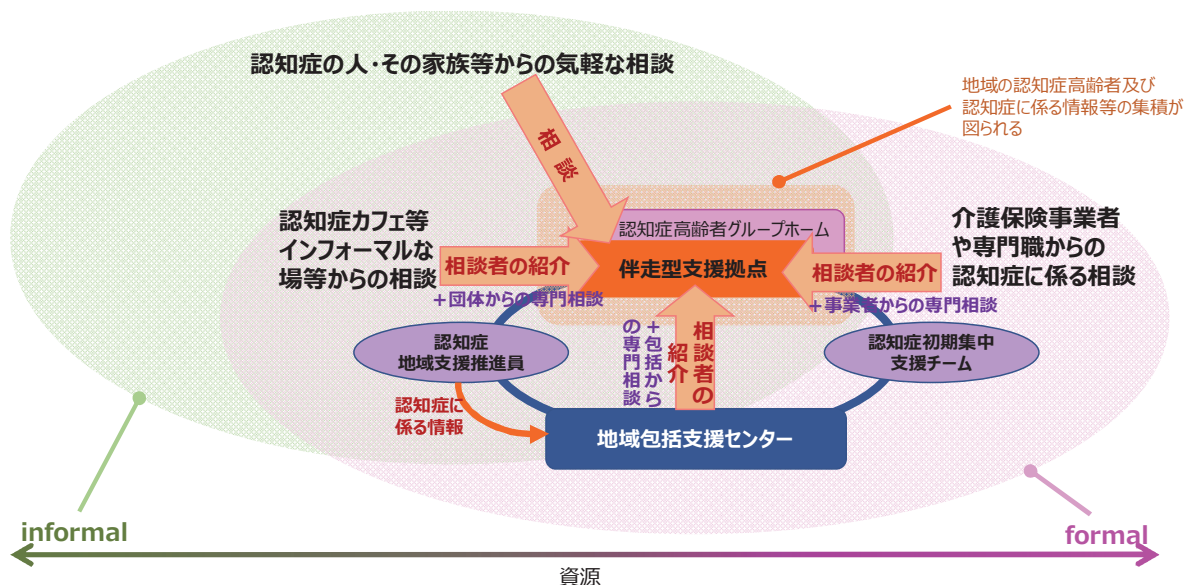 認知症の人・その家族等からの気軽な相談
地域の認知症高齢者及び
認知症に係る情報等の集積が
図られる
相談
認知症カフェ等
インフォーマルな
場等からの相談
認知症高齢者グループホーム
伴走型支援拠点
介護保険事業者
や専門職からの
認知症に係る相談
相談者の紹介
＋団体からの専門相談
相談者の紹介
＋事業者からの専門相談
相談者の
紹介
＋包括から
の専門相談
認知症
地域支援推進員
認知症初期集中
支援チーム
認知症に
係る情報
地域包括支援センター
informal
formal
資源